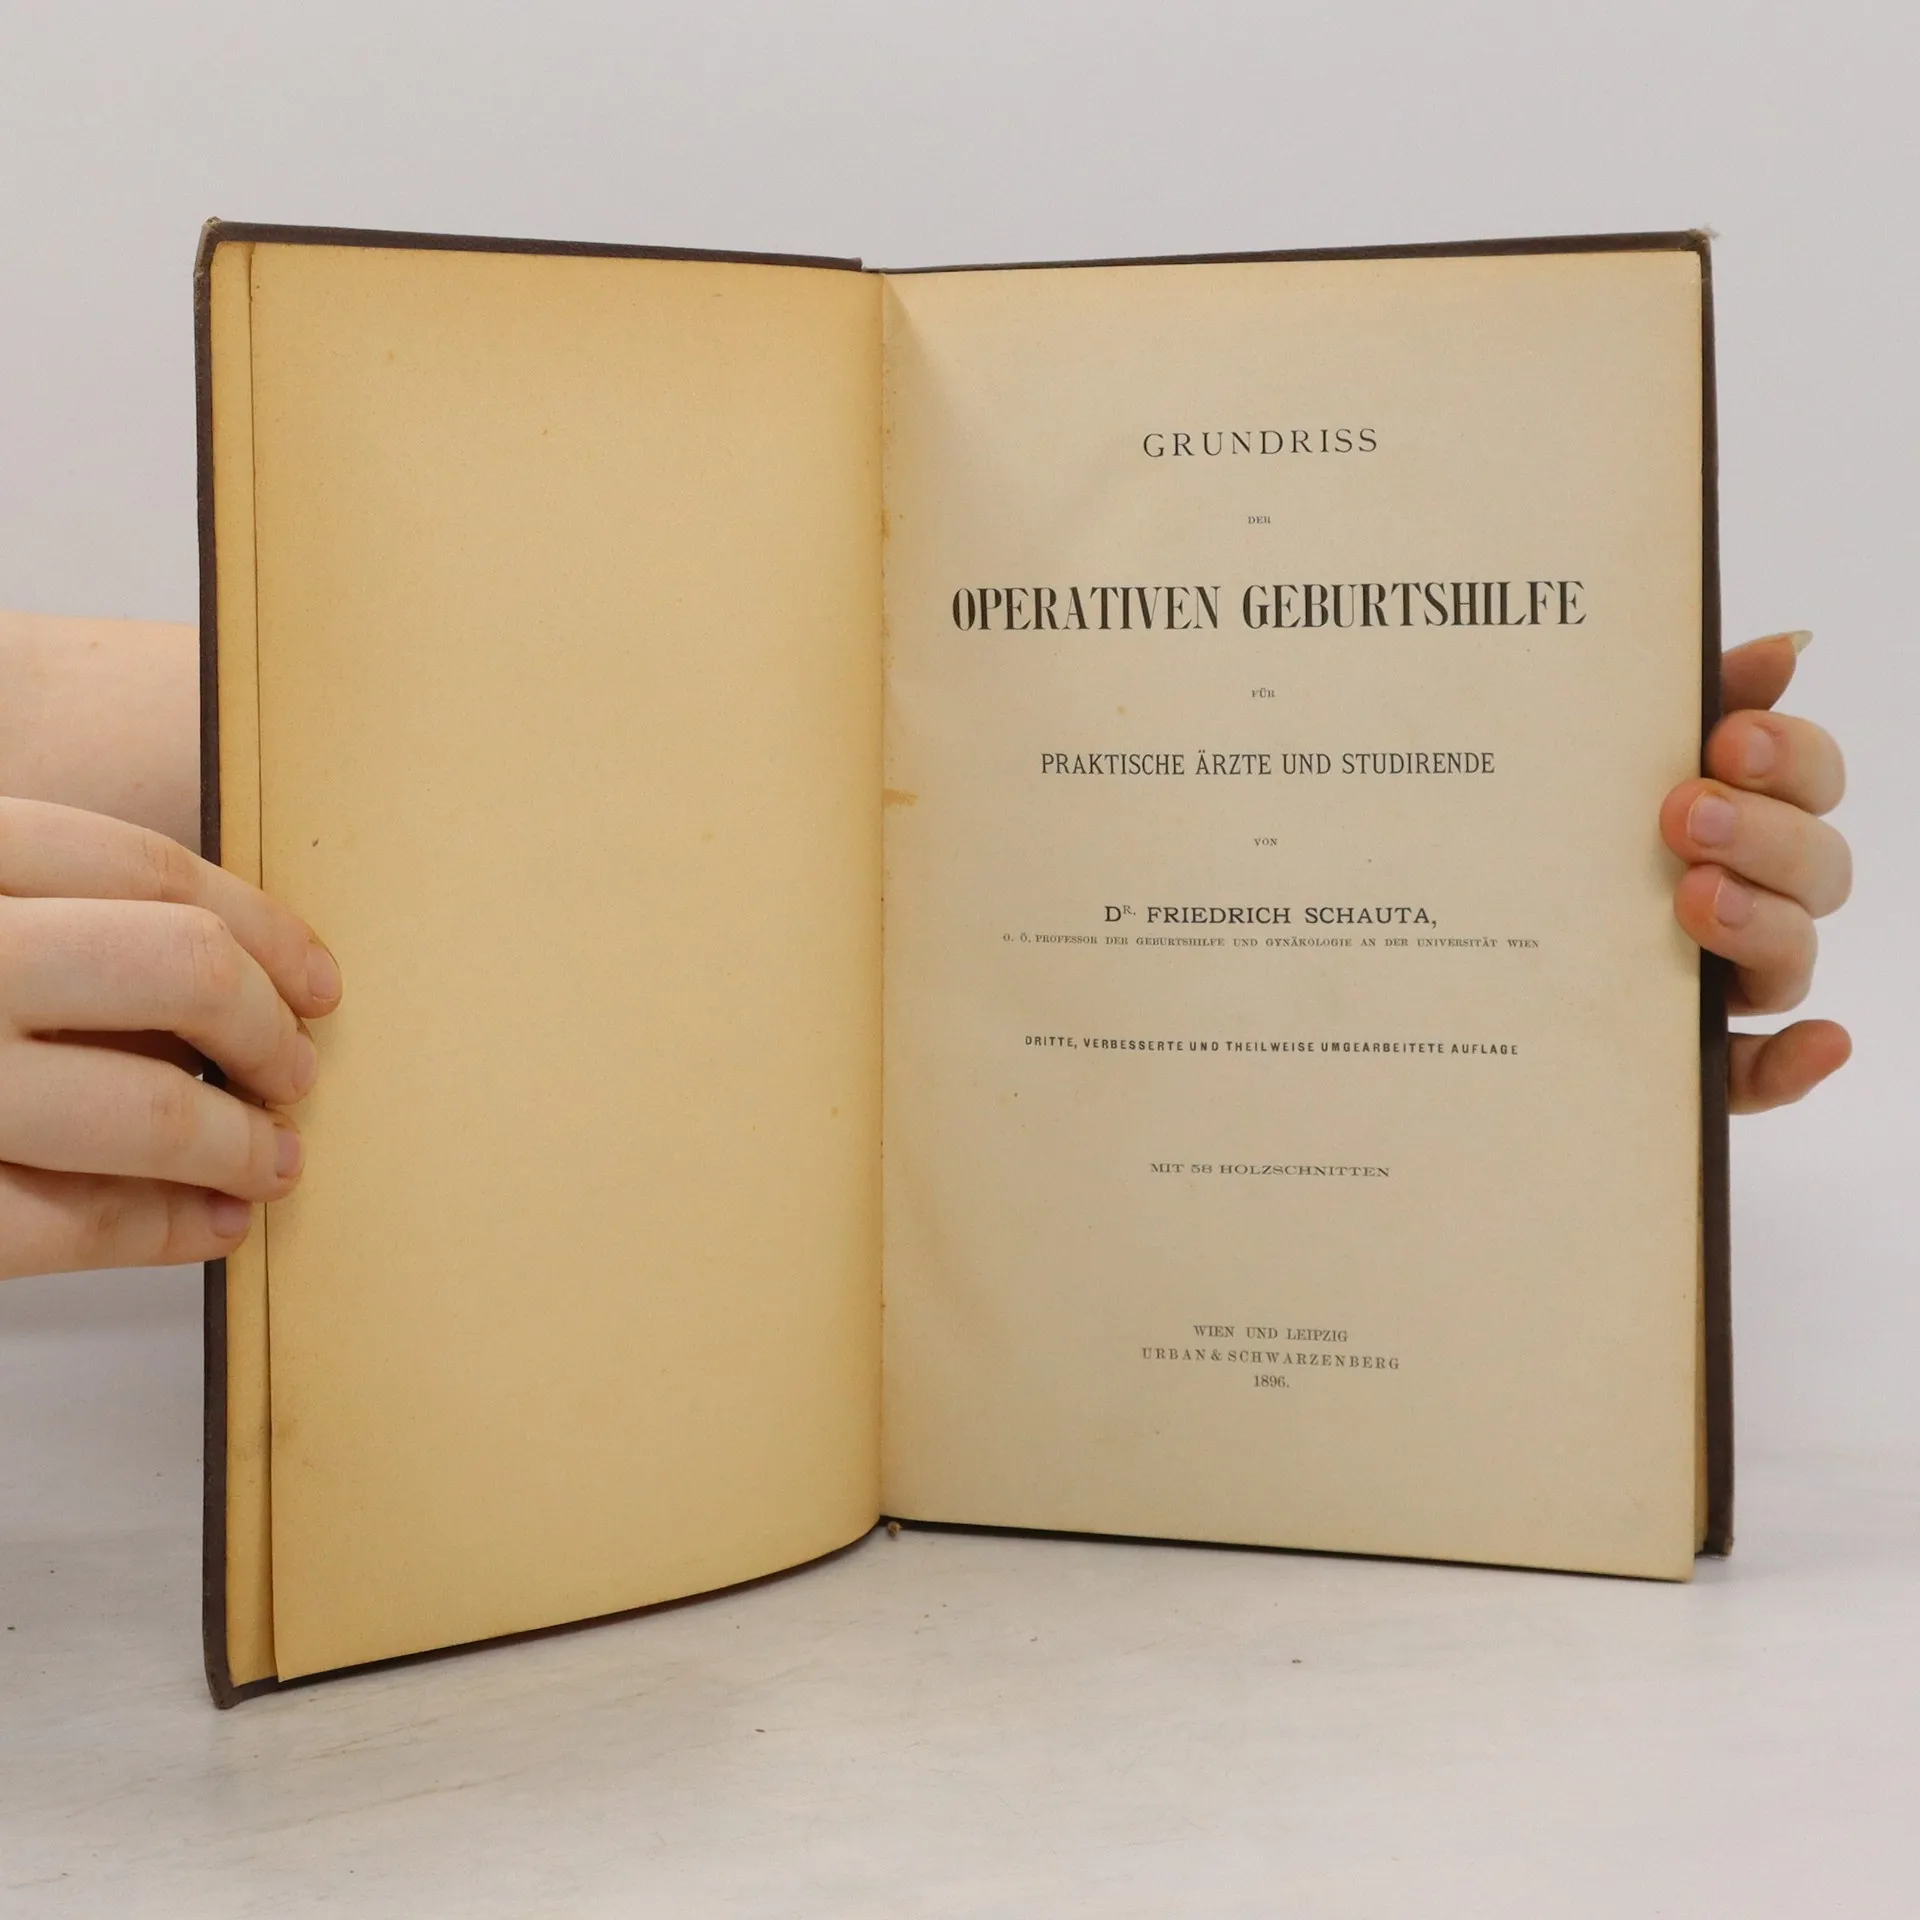 GRUNDRISS
DER
OPERATIVEN GEBURTSHILFE
FÜR
PRAKTISCHE ÄRZTE UND STUDIRENDE
VON
DR. FRIEDRICH SCHAUTA,
O. Ö. PROFESSOR DER GEBURTSHILFE UND GYNÄKOLOGIE AN DER UNIVERSITÄT WIEN
DRITTE, VERBESSERTE UND THEILWEISE UMGEARBEITETE AUFLAGE
MIT 58 HOLZSCHNITTEN
WIEN UND LEIPZIG
URBAN & SCHWARZENBERG
1896.